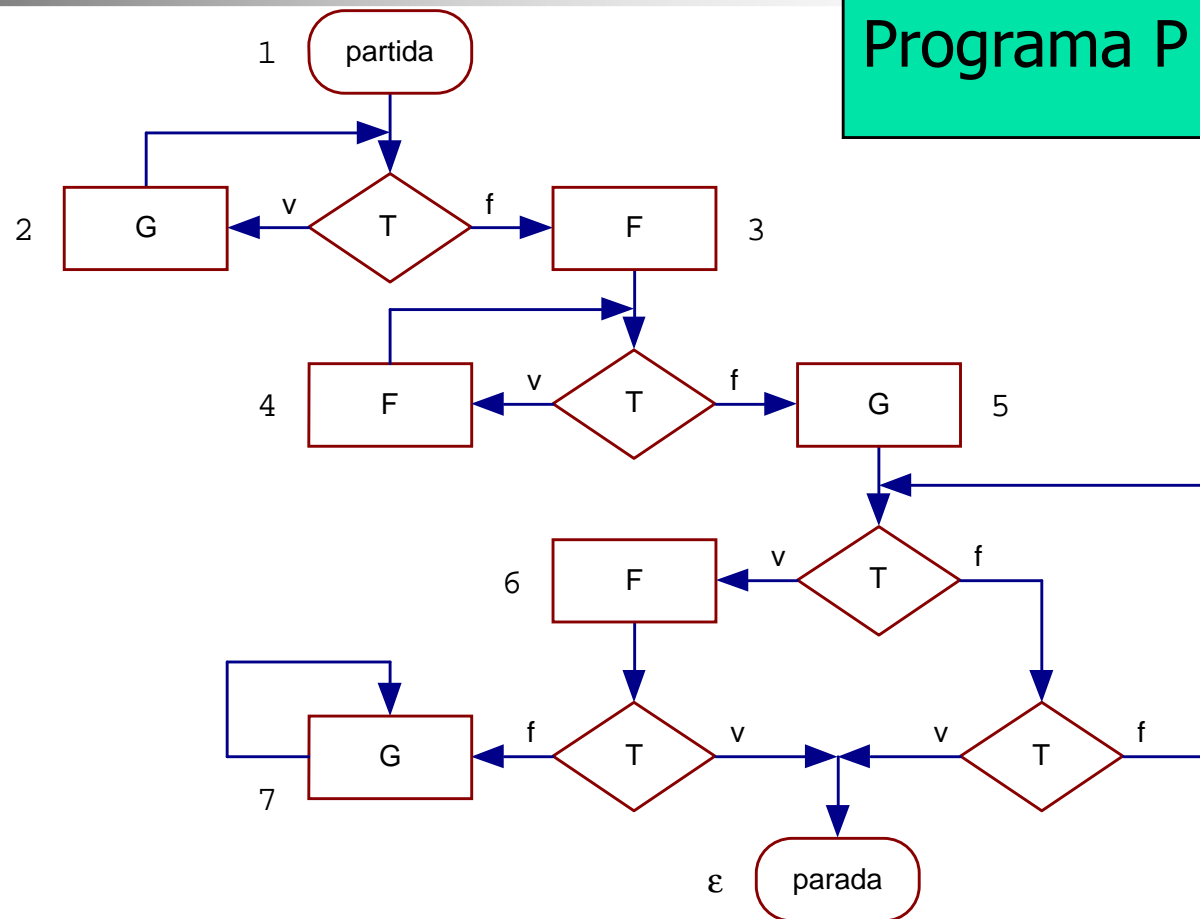 Programa P
1 partida
v f
2 G T F 3
v f
4 F T G 5
v f
6 F T
f v v f
G T T
7
ε parada